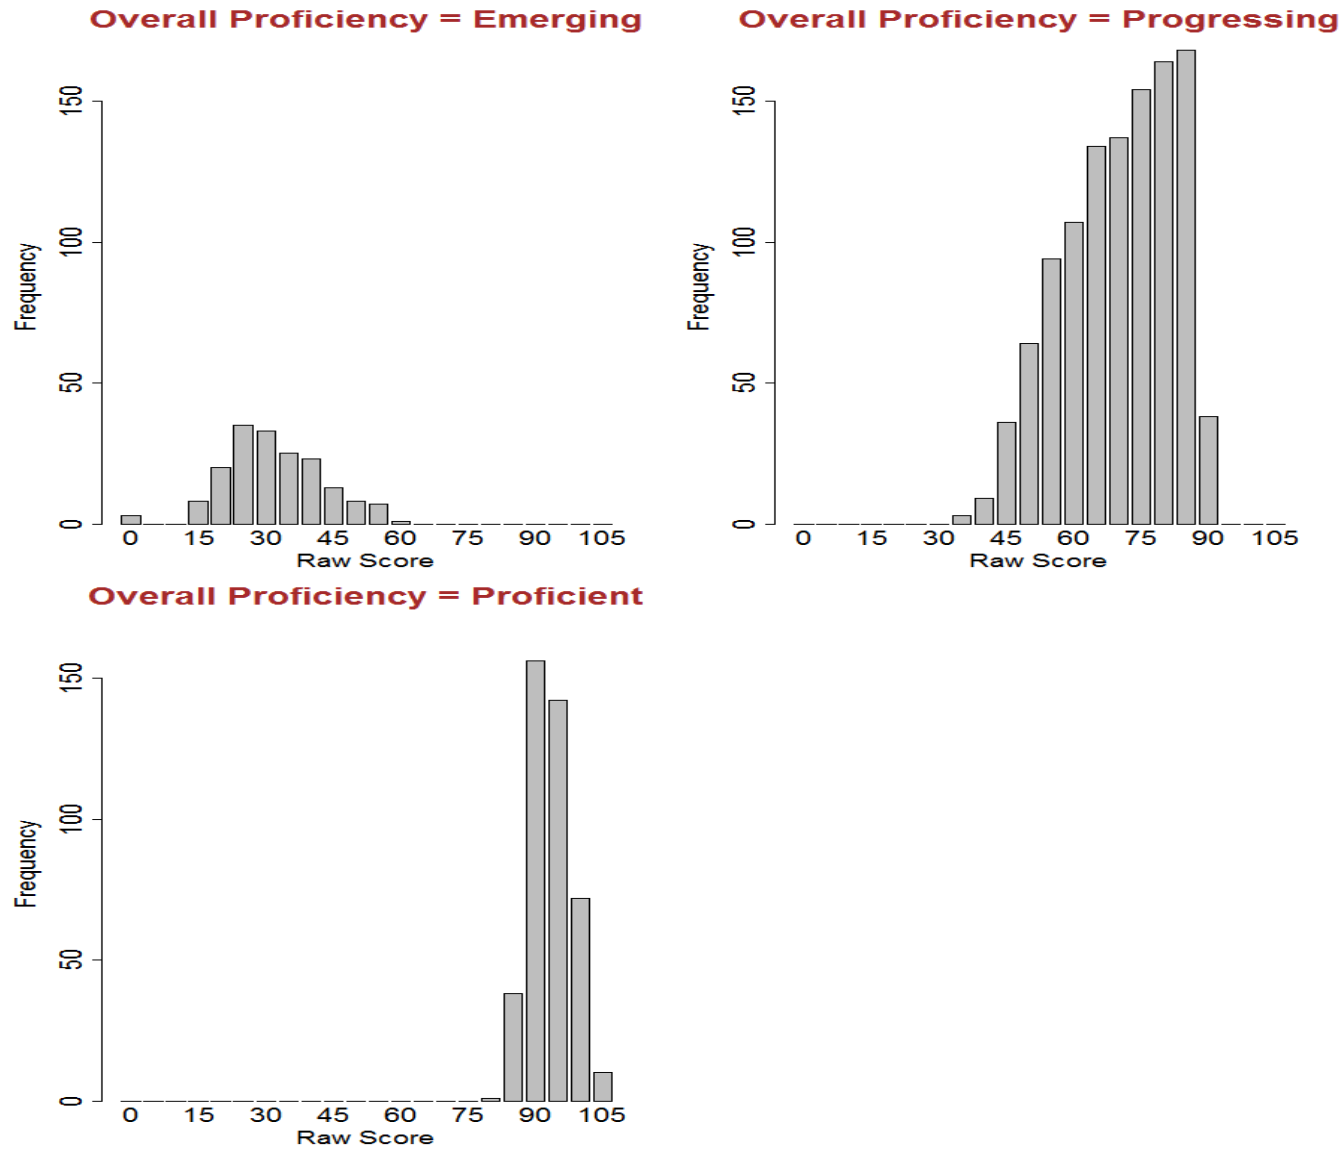 Overall Proficiency = Emerging
150
100
50
0
Frequency
0 15 30 45 60 75 90 105
Raw Score
Overall Proficiency = Progressing
150
100
50
0
Frequency
0 15 30 45 60 75 90 105
Raw Score
Overall Proficiency = Proficient
150
100
50
0
Frequency
0 15 30 45 60 75 90 105
Raw Score